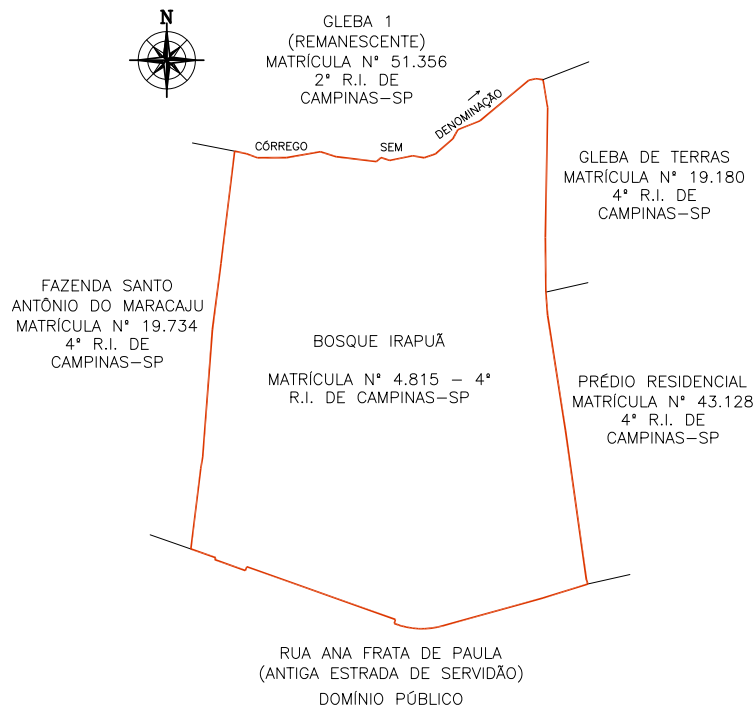 N
GLEBA 1
(REMANESCENTE)
MATRÍCULA Nº 51.356
2º R.I. DE
CAMPINAS-SP
CÓRREGO SEM DENOMINAÇÃO
GLEBA DE TERRAS
MATRÍCULA Nº 19.180
4º R.I. DE
CAMPINAS-SP
FAZENDA SANTO
ANTÔNIO DO MARACAJU
MATRÍCULA Nº 19.734
4º R.I. DE
CAMPINAS-SP
BOSQUE IRAPUÃ
MATRÍCULA Nº 4.815 - 4º
R.I. DE CAMPINAS-SP
PRÉDIO RESIDENCIAL
MATRÍCULA Nº 43.128
4º R.I. DE
CAMPINAS-SP
RUA ANA FRATA DE PAULA
(ANTIGA ESTRADA DE SERVIDÃO)
DOMÍNIO PÚBLICO